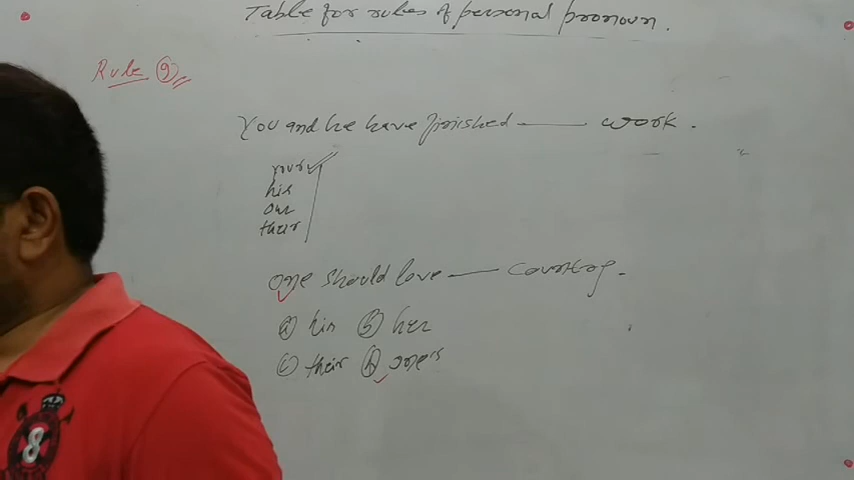 Table for rules of personal pronoun.
Rule 9
You and he have finished —— work.
your ✓
his
our
their
one should love —— country.
(a) his (b) her
(c) their (d) one's
8